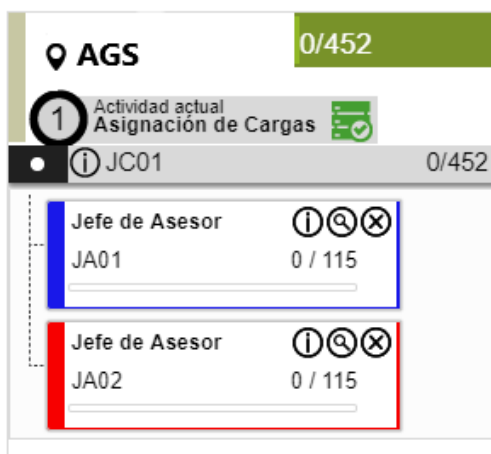 AGS
0/452
1
Actividad actual
Asignación de Cargas
JC01 0/452
Jefe de Asesor
JA01 0 / 115
Jefe de Asesor
JA02 0 / 115